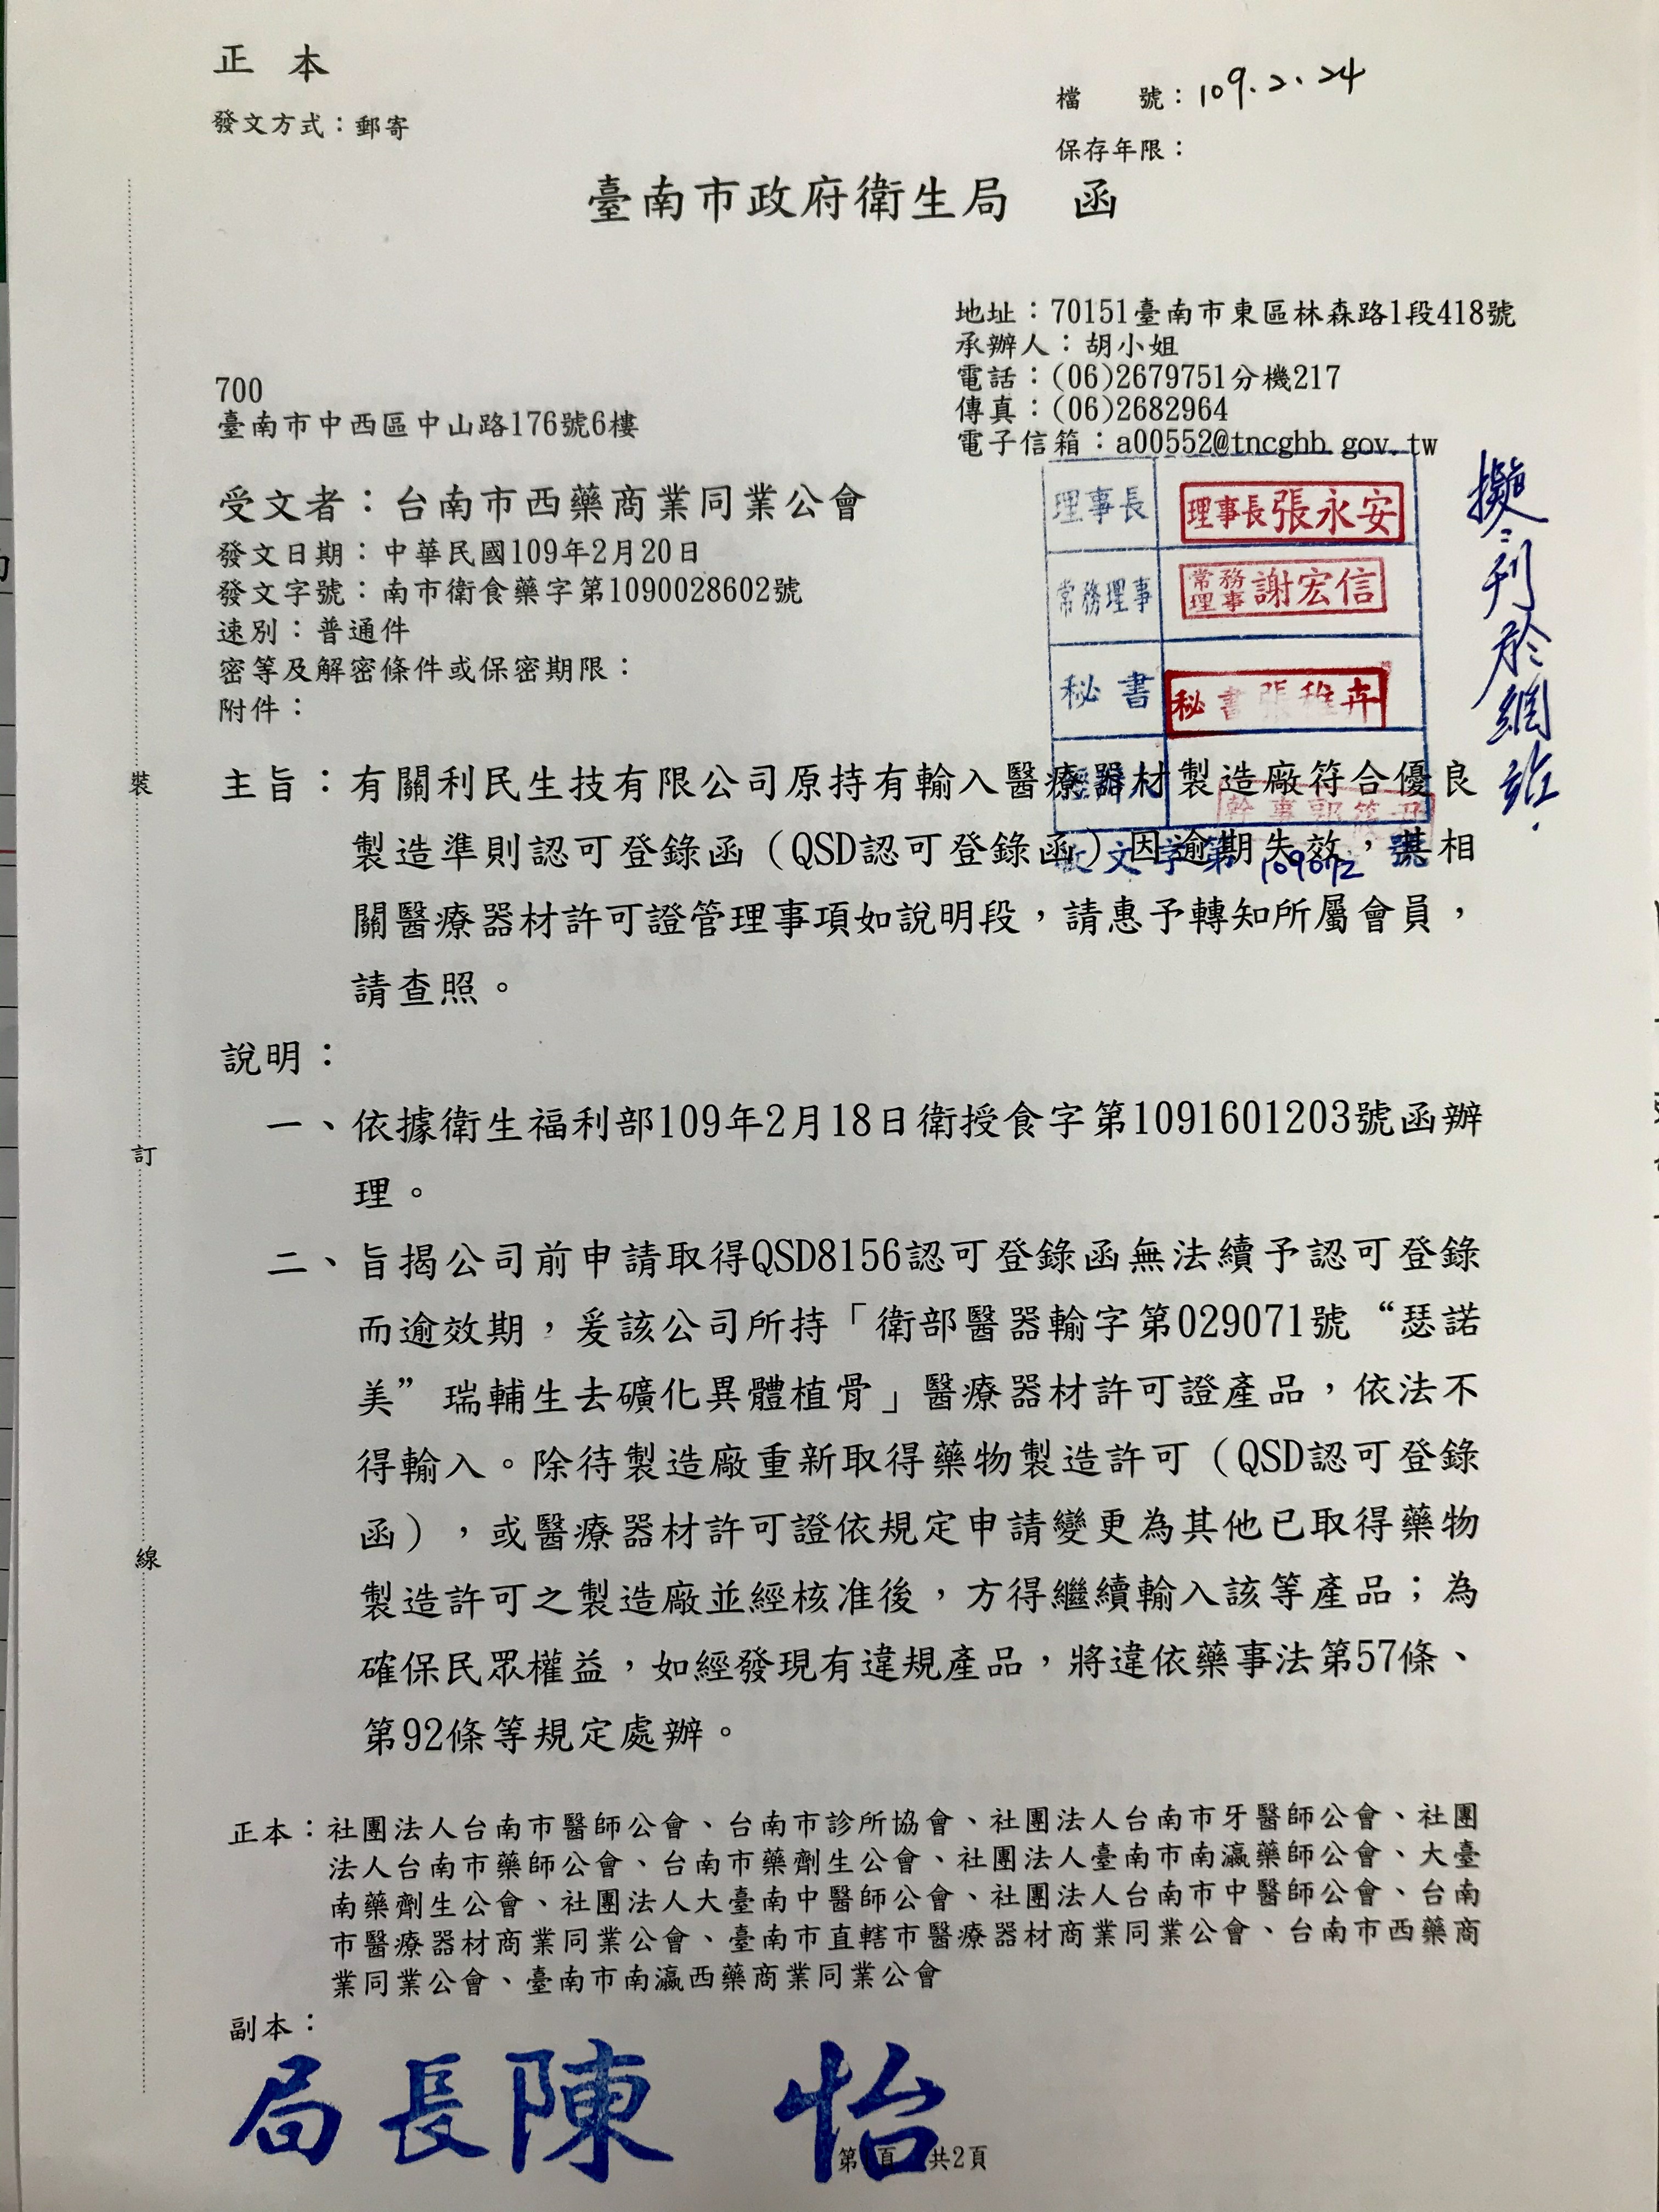 正 本
發文方式：郵寄
檔　號：109.2.24
保存年限：
臺南市政府衛生局 函
地址：70151臺南市東區林森路1段418號
承辦人：胡小姐
電話：(06)2679751分機217
傳真：(06)2682964
電子信箱：a00552@tncghb.gov.tw
700
臺南市中西區中山路176號6樓
受文者：台南市西藥商業同業公會
發文日期：中華民國109年2月20日
發文字號：南市衛食藥字第1090028602號
速別：普通件
密等及解密條件或保密期限：
附件：
理事長 理事長張永安
常務理事 常務理事謝宏信
秘書 秘書張稚卉
幹事郭
收文字第109072號
擬：刊於網站.
主旨：有關利民生技有限公司原持有輸入醫療器材製造廠符合優良
製造準則認可登錄函（QSD認可登錄函）因逾期失效，其相
關醫療器材許可證管理事項如說明段，請惠予轉知所屬會員，
請查照。
說明：
一、依據衛生福利部109年2月18日衛授食字第1091601203號函辦
理。
二、旨揭公司前申請取得QSD8156認可登錄函無法續予認可登錄
而逾效期，爰該公司所持「衛部醫器輸字第029071號“瑟諾
美”瑞輔生去礦化異體植骨」醫療器材許可證產品，依法不
得輸入。除待製造廠重新取得藥物製造許可（QSD認可登錄
函），或醫療器材許可證依規定申請變更為其他已取得藥物
製造許可之製造廠並經核准後，方得繼續輸入該等產品；為
確保民眾權益，如經發現有違規產品，將違依藥事法第57條、
第92條等規定處辦。
正本：社團法人台南市醫師公會、台南市診所協會、社團法人台南市牙醫師公會、社團
法人台南市藥師公會、台南市藥劑生公會、社團法人臺南市南瀛藥師公會、大臺
南藥劑生公會、社團法人大臺南中醫師公會、社團法人台南市中醫師公會、台南
市醫療器材商業同業公會、臺南市直轄市醫療器材商業同業公會、台南市西藥商
業同業公會、臺南市南瀛西藥商業同業公會
副本：
局長陳 怡
第 頁 共2頁
裝
訂
線